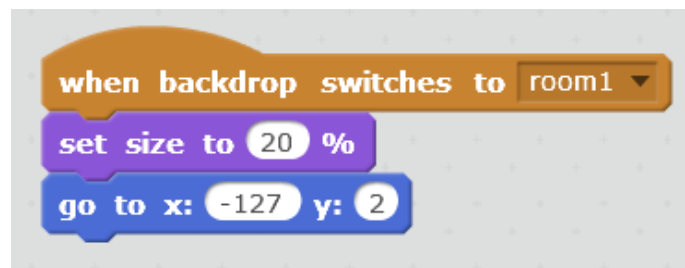 when backdrop switches to room1
set size to 20 %
go to x: -127 y: 2